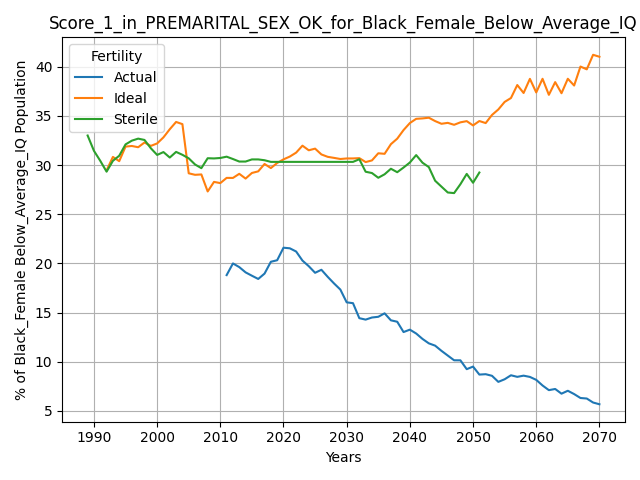 Score_1_in_PREMARITAL_SEX_OK_for_Black_Female_Below_Average_IQ
% of Black_Female Below_Average_IQ Population
40
35
30
25
20
15
10
5
Fertility
Actual
Ideal
Sterile
1990 2000 2010 2020 2030 2040 2050 2060 2070
Years